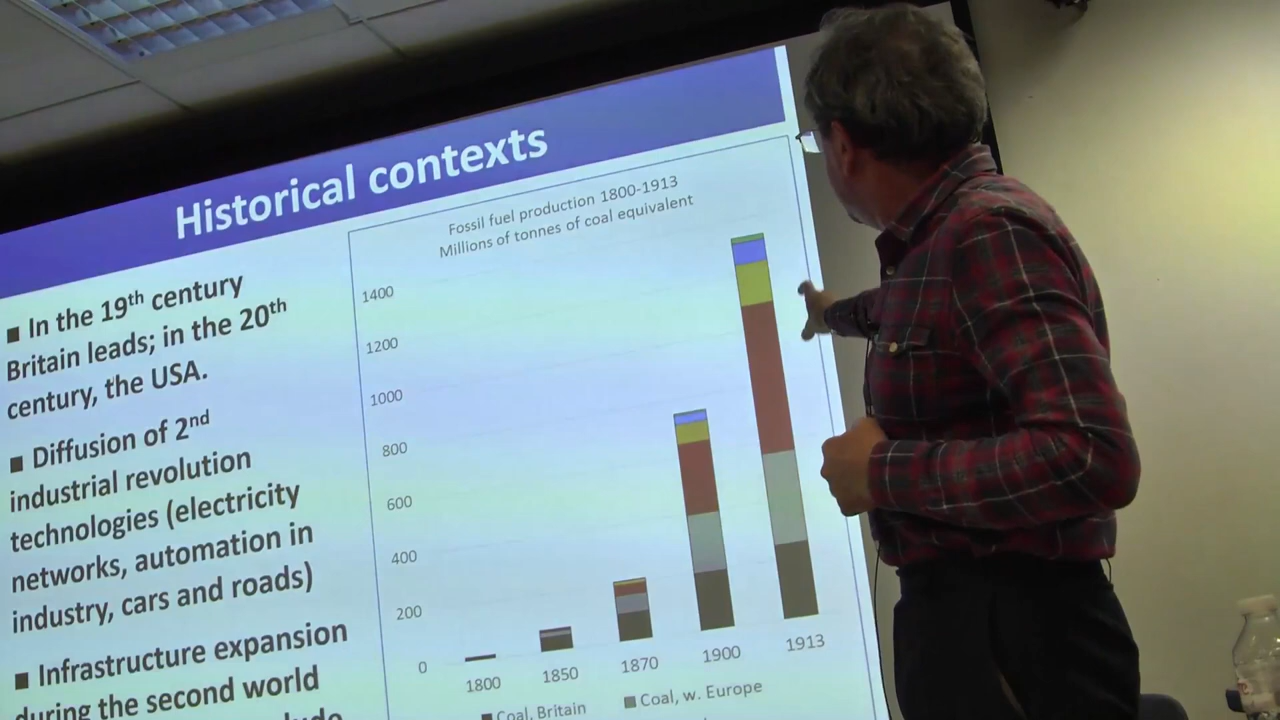 Historical contexts
■ In the 19th century
Britain leads; in the 20th
century, the USA.
■ Diffusion of 2nd
industrial revolution
technologies (electricity
networks, automation in
industry, cars and roads)
■ Infrastructure expansion
during the second world
Fossil fuel production 1800-1913
Millions of tonnes of coal equivalent
1400
1200
1000
800
600
400
200
0
1800
1850
1870
1900
1913
Coal, Britain
Coal, w. Europe